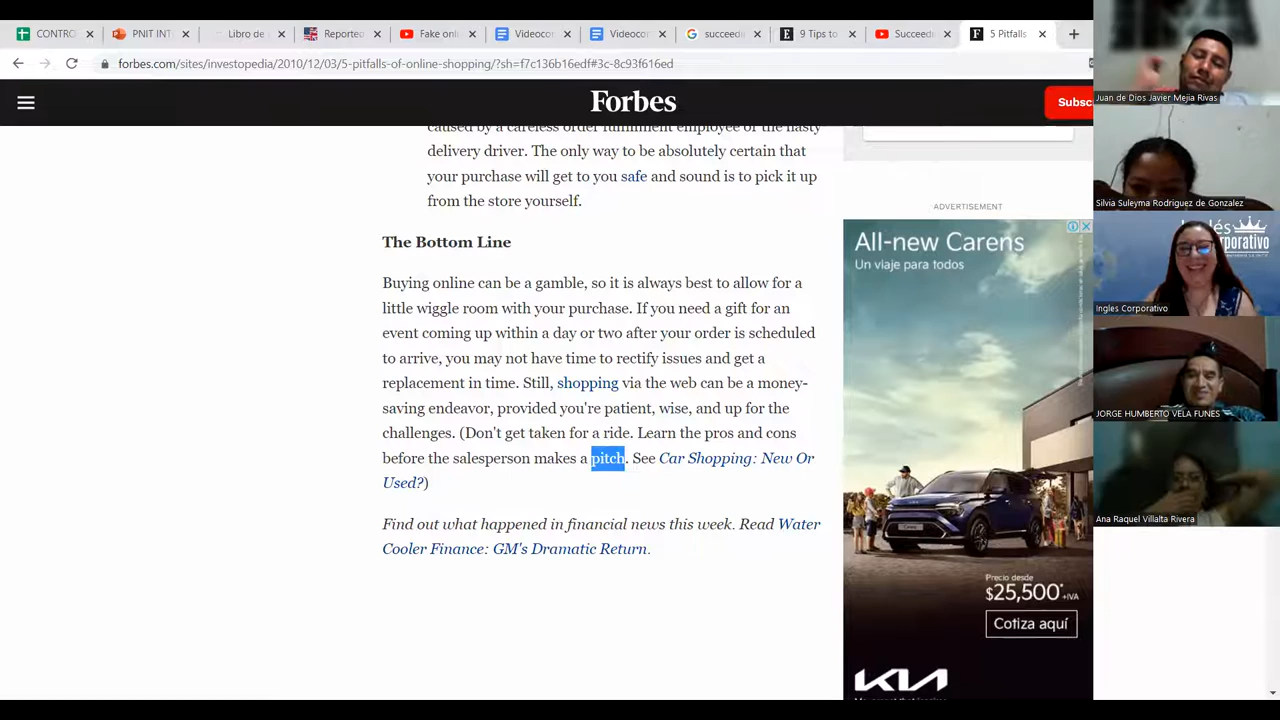 CONTRO
PNIT INT
Libro de
Reporteo
Fake onl
Videocon
Videocon
succeedi
9 Tips to
Succeed
5 Pitfalls
forbes.com/sites/investopedia/2010/12/03/5-pitfalls-of-online-shopping/?sh=f7c136b16edf#3c-8c93f616ed
Forbes
Subsc
caused by a careless order fulfillment employee or the hasty
delivery driver. The only way to be absolutely certain that
your purchase will get to you safe and sound is to pick it up
from the store yourself.
The Bottom Line
Buying online can be a gamble, so it is always best to allow for a
little wiggle room with your purchase. If you need a gift for an
event coming up within a day or two after your order is scheduled
to arrive, you may not have time to rectify issues and get a
replacement in time. Still, shopping via the web can be a money-
saving endeavor, provided you're patient, wise, and up for the
challenges. (Don't get taken for a ride. Learn the pros and cons
before the salesperson makes a pitch. See Car Shopping: New Or
Used?)
Find out what happened in financial news this week. Read Water
Cooler Finance: GM's Dramatic Return.
ADVERTISEMENT
All-new Carens
Un viaje para todos
Precio desde
$25,500* +IVA
Cotiza aquí
KIA
Juan de Dios Javier Mejia Rivas
Silvia Suleyma Rodriguez de Gonzalez
Ingles Corporativo
JORGE HUMBERTO VELA FUNES
Ana Raquel Villalta Rivera